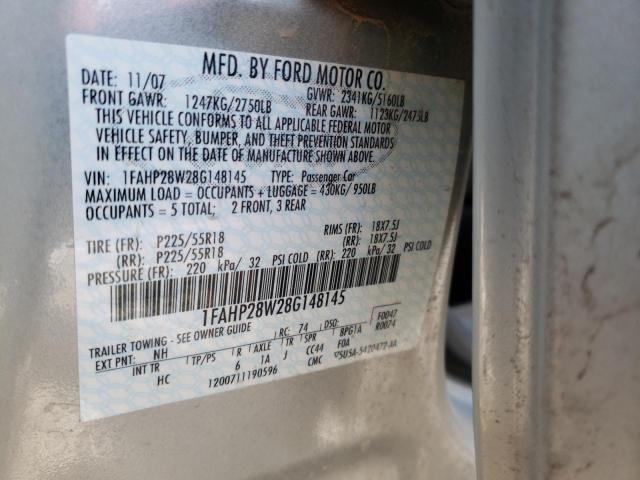 MFD. BY FORD MOTOR CO.
DATE: 11/07 GVWR: 2341KG/5160LB
FRONT GAWR: 1247KG/2750LB REAR GAWR: 1123KG/2475LB
THIS VEHICLE CONFORMS TO ALL APPLICABLE FEDERAL MOTOR
VEHICLE SAFETY, BUMPER, AND THEFT PREVENTION STANDARDS
IN EFFECT ON THE DATE OF MANUFACTURE SHOWN ABOVE.
VIN: 1FAHP28W28G148145 TYPE: Passenger Car
MAXIMUM LOAD = OCCUPANTS + LUGGAGE = 430KG/950LB
OCCUPANTS = 5 TOTAL; 2 FRONT, 3 REAR
TIRE (FR): P225/55R18 RIMS (FR): 18X7.5J
(RR): P225/55R18 (RR): 18X7.5J
PRESSURE (FR): 220 kPa/ 32 PSI COLD (RR): 220 kPa/ 32 PSI COLD
1FAHP28W28G148145
TRAILER TOWING - SEE OWNER GUIDE RC: 74 DSO: F0047
EXT PNT: NH R0074
INT TR TP/PS R AXLE TR SPR BPG1A
HC 6 1A J CC44 F0A
1200711190596 CMC